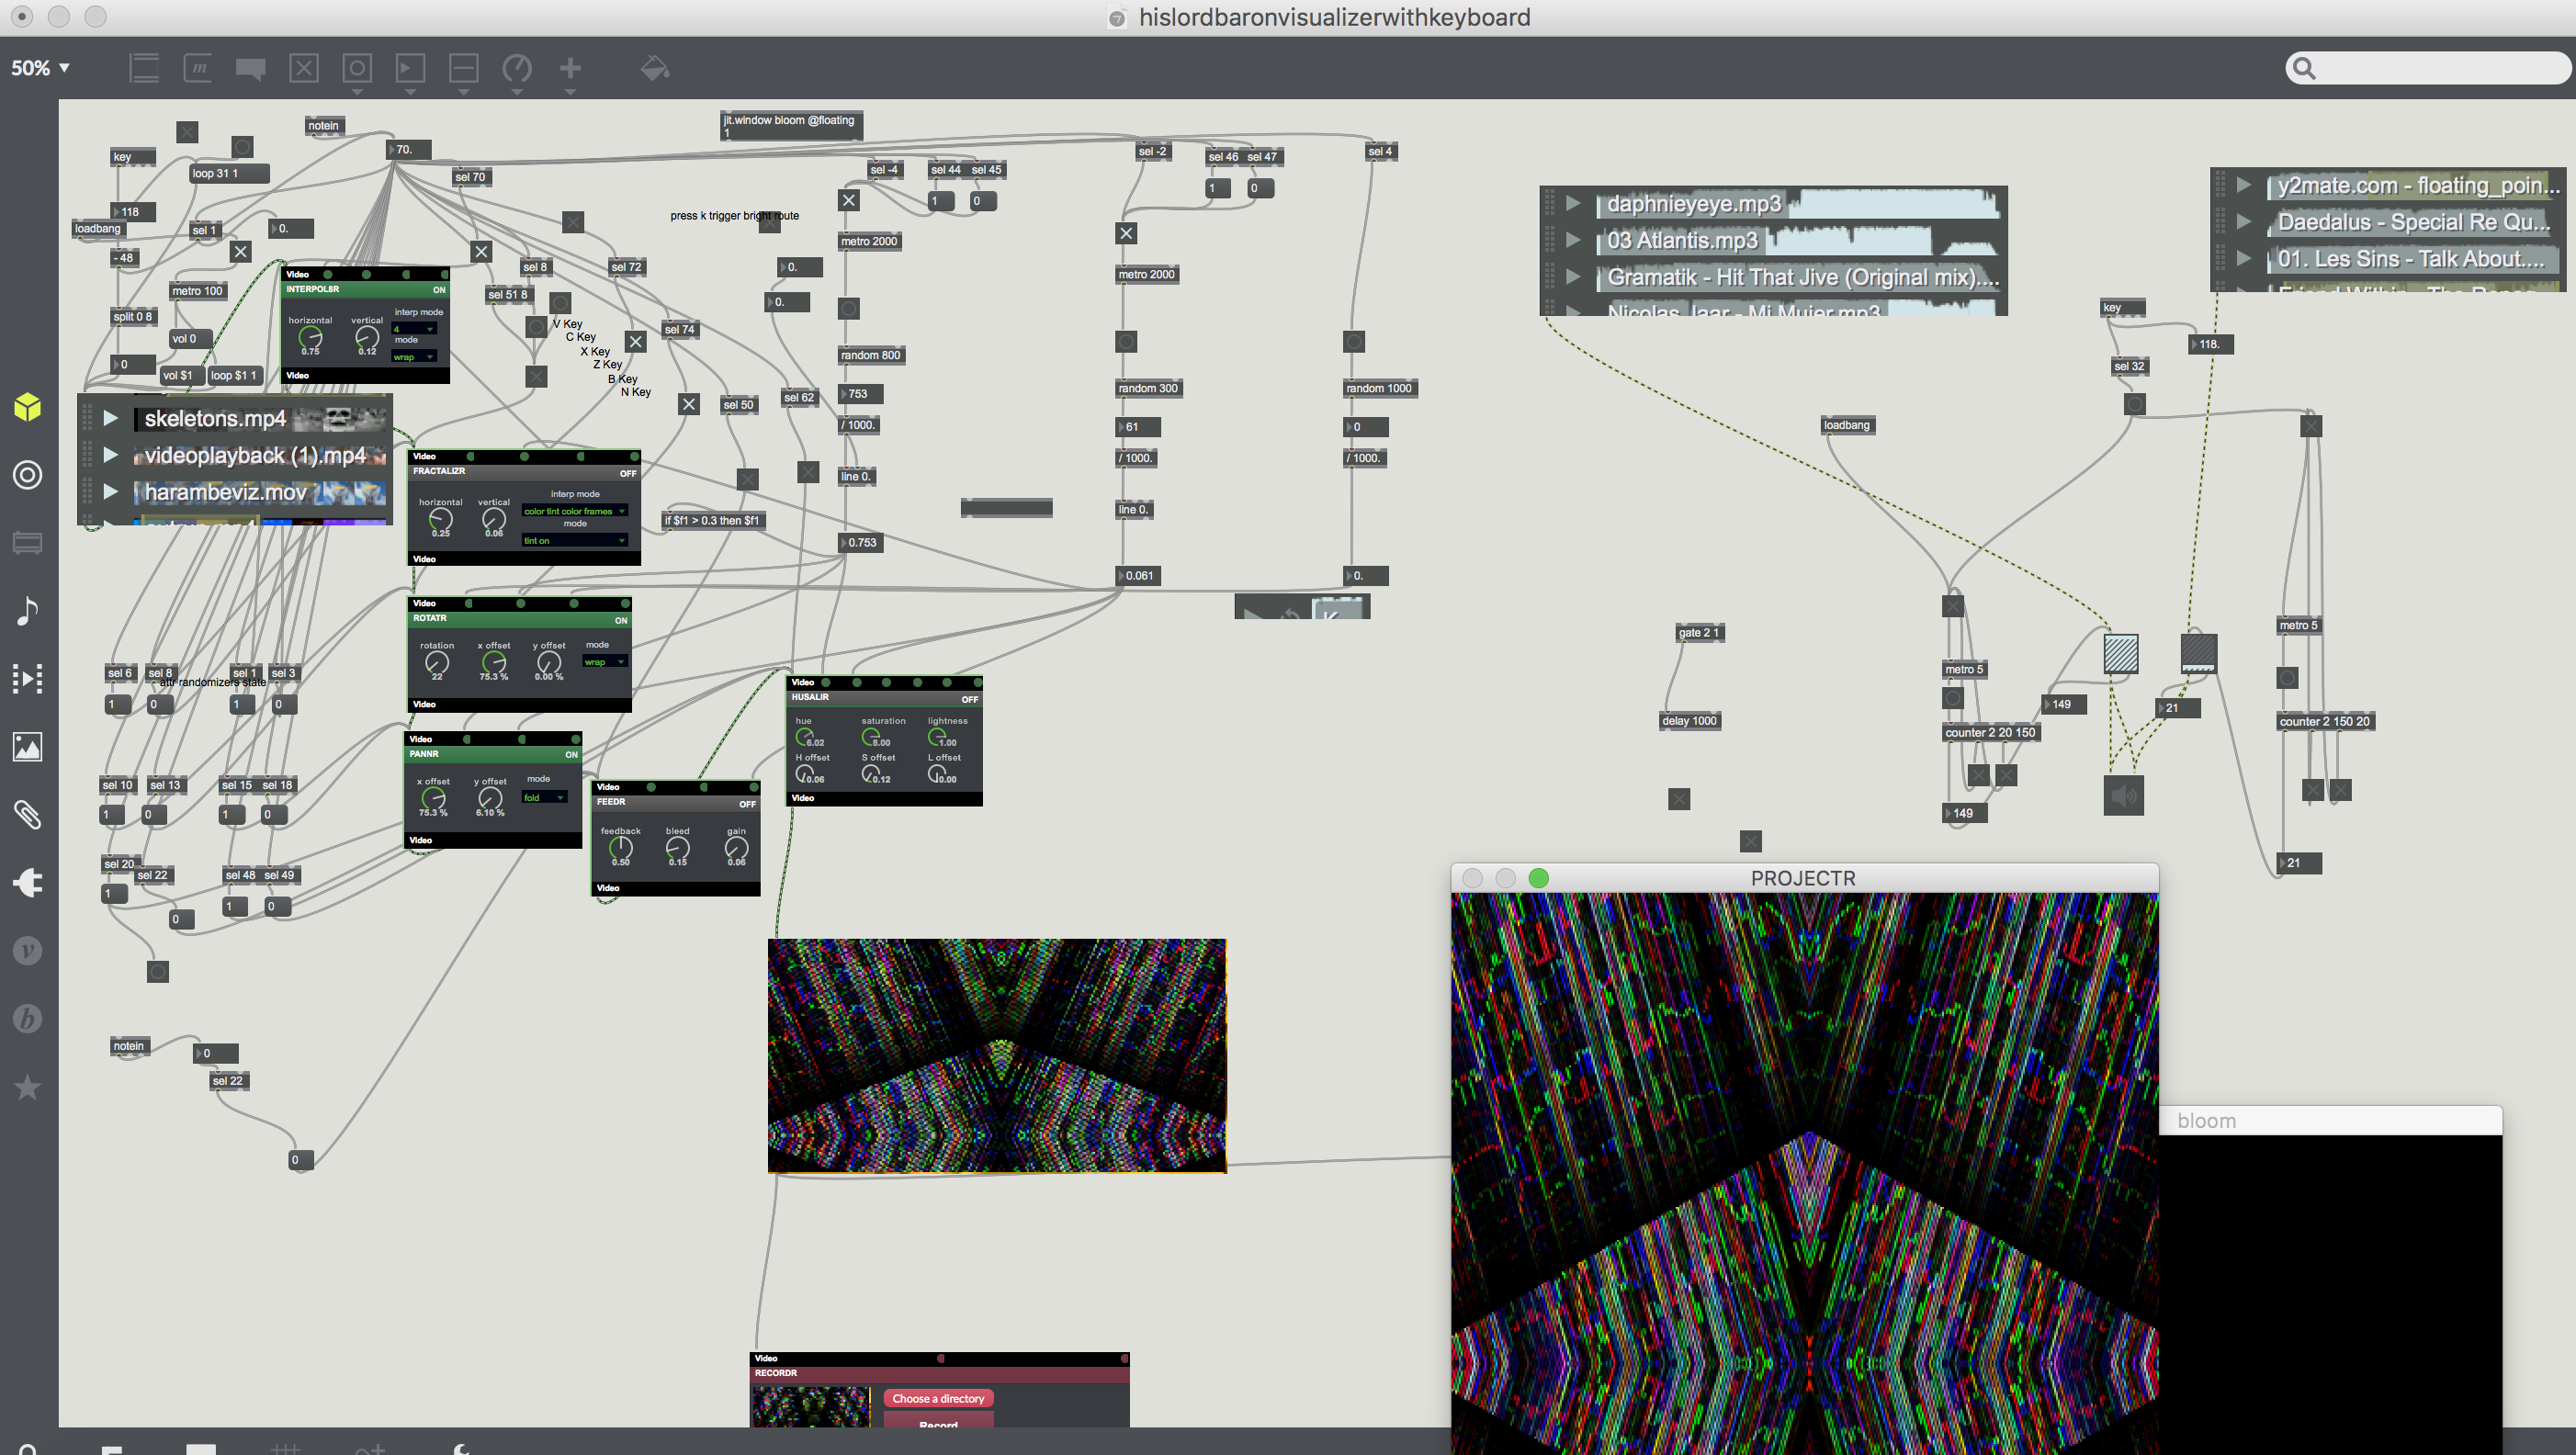 hislordbaronvisualizerwithkeyboard
50%
m
notein
70.
jit.window bloom @floating
1
key
loop 31 1
118
loadbang
sel 1
0.
- 48
metro 100
split 0 8
vol 0
0
vol $1
loop $1 1
sel 70
sel -4
sel 44
sel 45
1
0
press k trigger bright route
metro 2000
sel 8
sel 72
sel 51 8
0.
0.
V Key
C Key
X Key
Z Key
B Key
N Key
sel 74
sel 50
sel 62
random 800
753
/ 1000.
line 0.
if $f1 > 0.3 then $f1
0.753
sel -2
sel 46
sel 47
1
0
metro 2000
random 300
61
/ 1000.
line 0.
0.061
sel 4
random 1000
0
/ 1000.
0.
Video
INTERPOL8R
ON
horizontal
vertical
interp mode
4
mode
wrap
0.75
0.12
Video
skeletons.mp4
videoplayback (1).mp4
harambeviz.mov
Video
FRACTALIZR
OFF
horizontal
vertical
interp mode
color tint color frames
mode
tint on
0.25
0.06
Video
Video
ROTATR
ON
rotation
x offset
y offset
mode
wrap
22
75.3 %
0.00 %
Video
Video
PANNR
ON
x offset
y offset
mode
fold
75.3 %
6.10 %
Video
Video
FEEDR
OFF
feedback
bleed
gain
0.50
0.15
0.06
Video
Video
HUSALIR
OFF
hue
saturation
lightness
6.02
8.00
1.00
H offset
S offset
L offset
0.06
0.12
0.00
Video
sel 6
sel 8
sel 1
sel 3
attr randomizers state
1
0
1
0
sel 10
sel 13
sel 15
sel 18
1
0
1
0
sel 20
sel 22
sel 48
sel 49
1
0
1
0
notein
0
sel 22
0
daphnieyeye.mp3
03 Atlantis.mp3
Gramatik - Hit That Jive (Original mix)....
Nicolas Jaar - Mi Mujer.mp3
y2mate.com - floating_poin...
Daedalus - Special Re Qu...
01. Les Sins - Talk About....
key
118.
sel 32
loadbang
gate 2 1
delay 1000
metro 5
counter 2 20 150
149
149
21
metro 5
counter 2 150 20
21
PROJECTR
bloom
Video
RECORDR
Choose a directory
Record
v
b